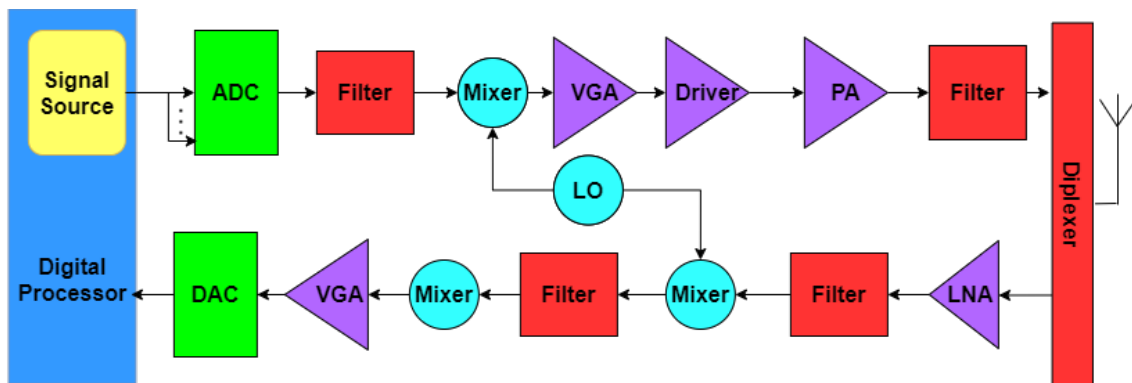 Signal
Source
ADC
Filter
Mixer
VGA
Driver
PA
Filter
LO
Diplexer
Digital
Processor
DAC
VGA
Mixer
Filter
Mixer
Filter
LNA